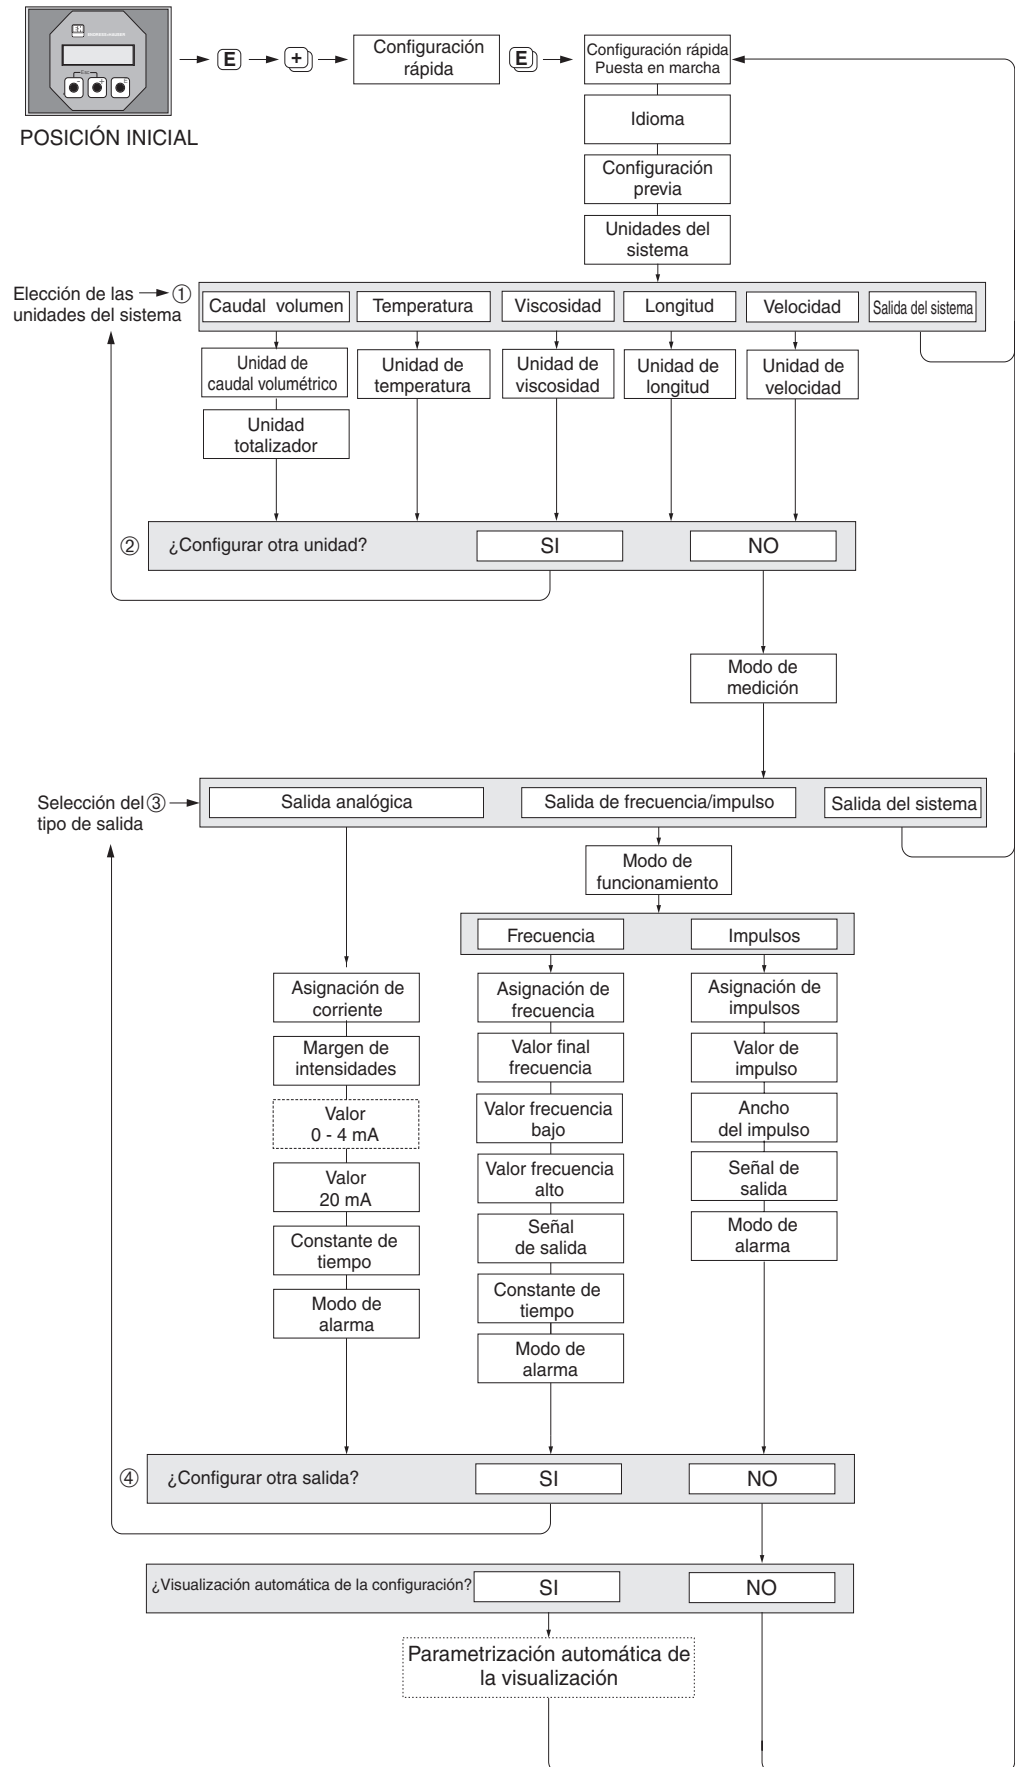 EH
ENDRESS+HAUSER
Esc
-
+
E
POSICIÓN INICIAL
E
+
Configuración
rápida
E
Configuración rápida
Puesta en marcha
Idioma
Configuración
previa
Unidades del
sistema
Elección de las
unidades del sistema
①
Caudal volumen
Temperatura
Viscosidad
Longitud
Velocidad
Salida del sistema
Unidad de
caudal volumétrico
Unidad de
temperatura
Unidad de
viscosidad
Unidad de
longitud
Unidad de
velocidad
Unidad
totalizador
②
¿Configurar otra unidad?
SI
NO
Modo de
medición
Selección del
tipo de salida
③
Salida analógica
Salida de frecuencia/impulso
Salida del sistema
Modo de
funcionamiento
Frecuencia
Impulsos
Asignación de
corriente
Margen de
intensidades
Valor
0 - 4 mA
Valor
20 mA
Constante de
tiempo
Modo de
alarma
Asignación de
frecuencia
Valor final
frecuencia
Valor frecuencia
bajo
Valor frecuencia
alto
Señal
de salida
Constante de
tiempo
Modo de
alarma
Asignación de
impulsos
Valor de
impulso
Ancho
del impulso
Señal de
salida
Modo de
alarma
④
¿Configurar otra salida?
SI
NO
¿Visualización automática de la configuración?
SI
NO
Parametrización automática de
la visualización